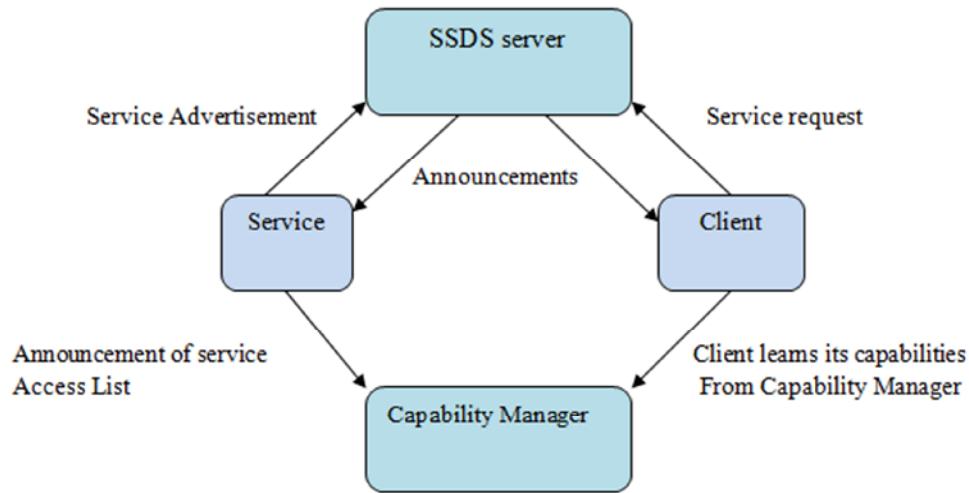 SSDS server
Service Advertisement
Service request
Announcements
Service
Client
Announcement of service
Access List
Client learns its capabilities
From Capability Manager
Capability Manager